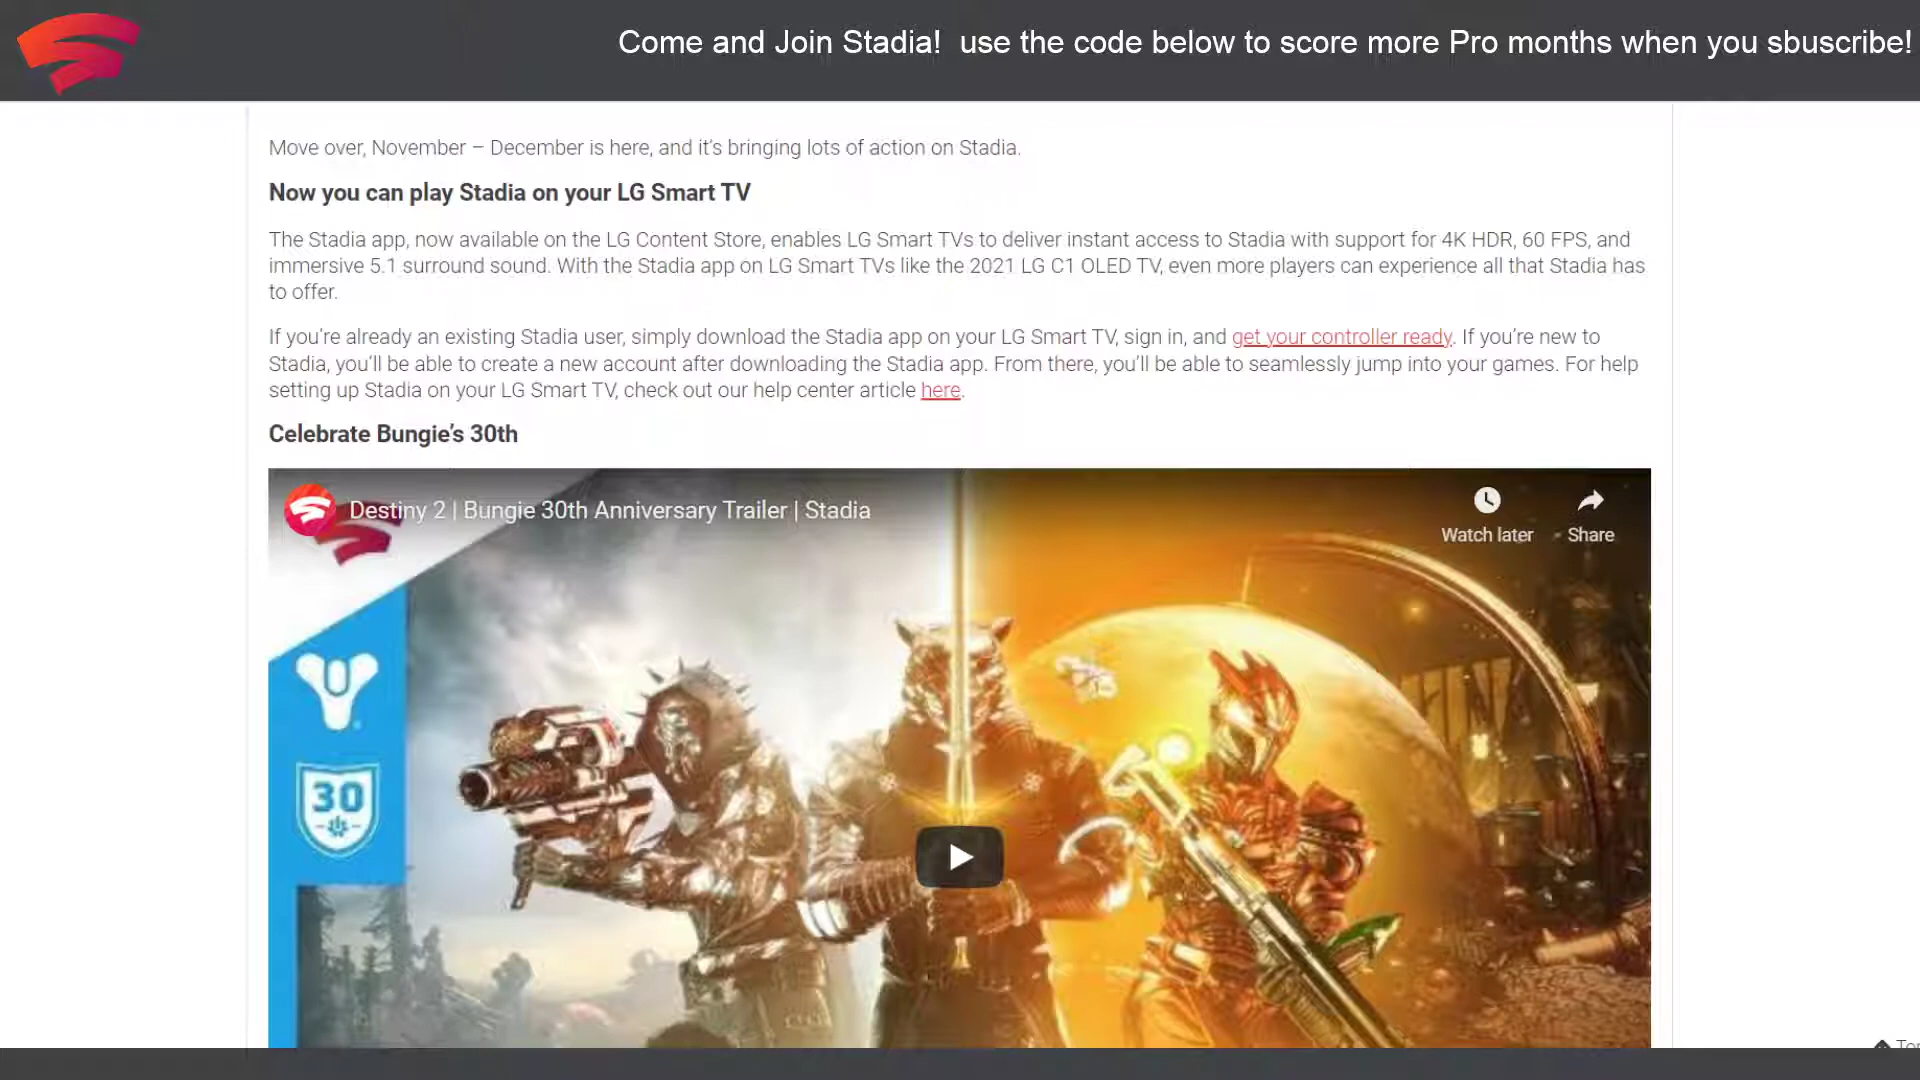 Come and Join Stadia!  use the code below to score more Pro months when you sbuscribe!
Move over, November – December is here, and it’s bringing lots of action on Stadia.
Now you can play Stadia on your LG Smart TV
The Stadia app, now available on the LG Content Store, enables LG Smart TVs to deliver instant access to Stadia with support for 4K HDR, 60 FPS, and
immersive 5.1 surround sound. With the Stadia app on LG Smart TVs like the 2021 LG C1 OLED TV, even more players can experience all that Stadia has
to offer.
If you’re already an existing Stadia user, simply download the Stadia app on your LG Smart TV, sign in, and get your controller ready. If you’re new to
Stadia, you’ll be able to create a new account after downloading the Stadia app. From there, you’ll be able to seamlessly jump into your games. For help
setting up Stadia on your LG Smart TV, check out our help center article here.
Celebrate Bungie’s 30th
Destiny 2 | Bungie 30th Anniversary Trailer | Stadia
Watch later
Share
30